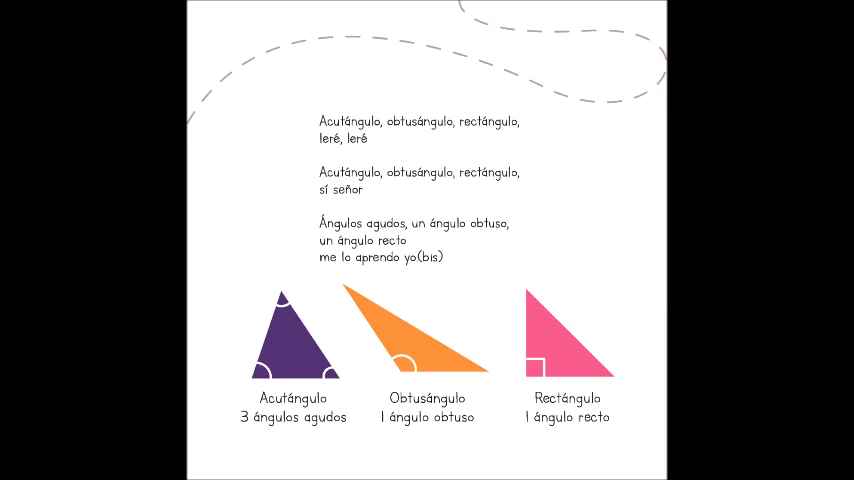 Acutángulo, obtusángulo, rectángulo,
leré, leré
Acutángulo, obtusángulo, rectángulo,
sí señor
Ángulos agudos, un ángulo obtuso,
un ángulo recto
me lo aprendo yo(bis)
Acutángulo
3 ángulos agudos
Obtusángulo
1 ángulo obtuso
Rectángulo
1 ángulo recto